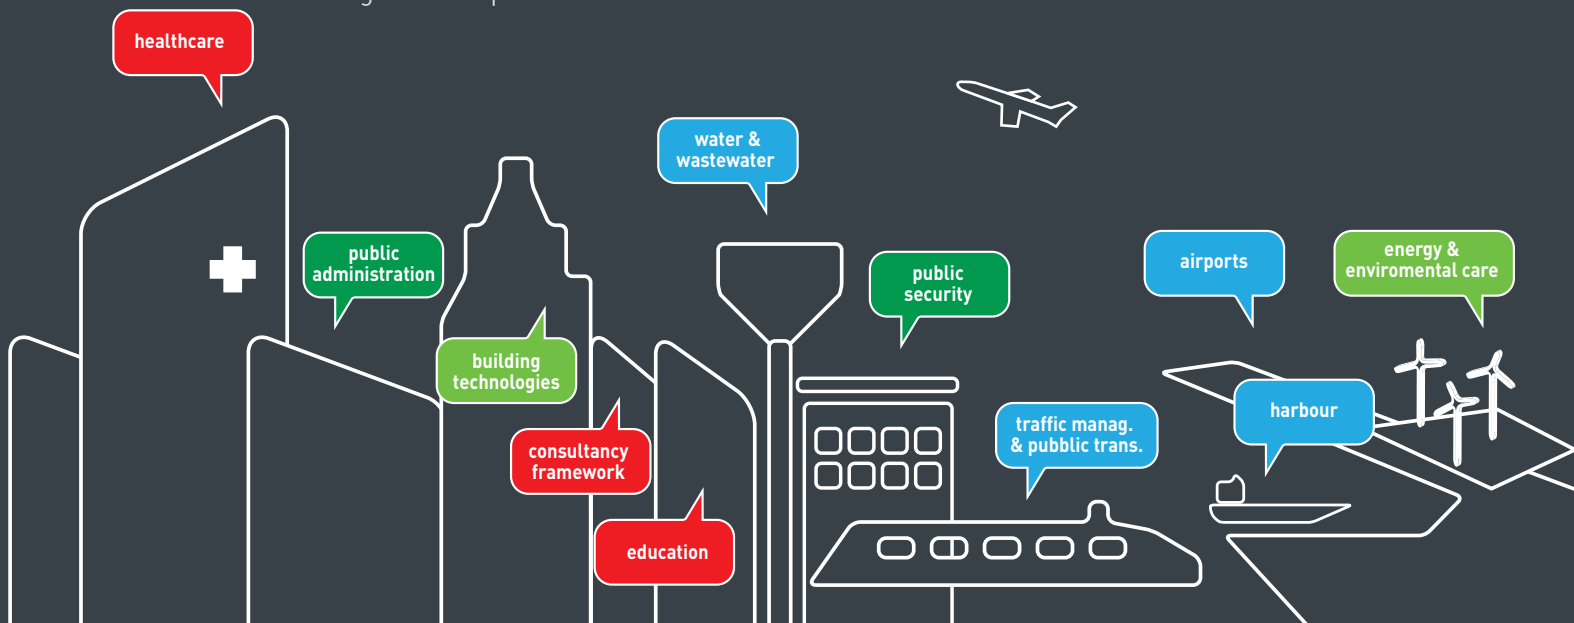 healthcare
water &
wastewater
public
administration
public
security
airports
energy &
enviromental care
building
technologies
consultancy
framework
traffic manag.
& pubblic trans.
harbour
education